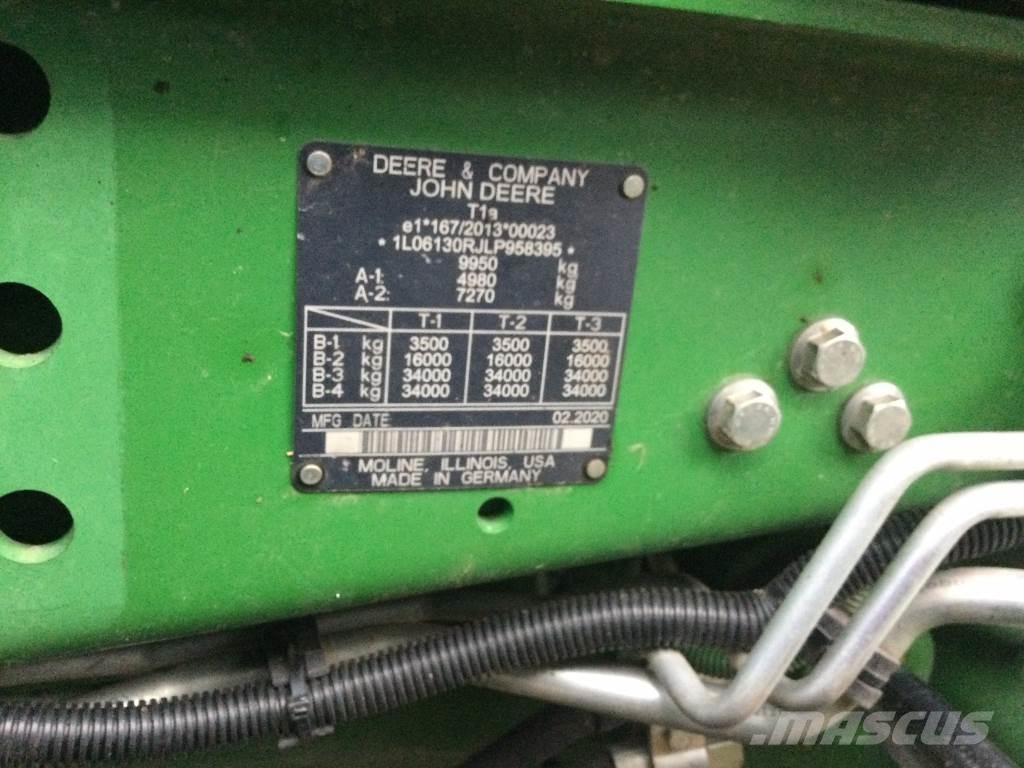 DEERE & COMPANY
JOHN DEERE
T1a
e1*167/2013*00023
* 1L06130RJLP958395 *
9950 kg
A-1: 4980 kg
A-2: 7270 kg
T-1 T-2 T-3
B-1 kg 3500 3500 3500
B-2 kg 16000 16000 16000
B-3 kg 34000 34000 34000
B-4 kg 34000 34000 34000
MFG DATE 02.2020
* MOLINE, ILLINOIS, USA
MADE IN GERMANY
MASCUS